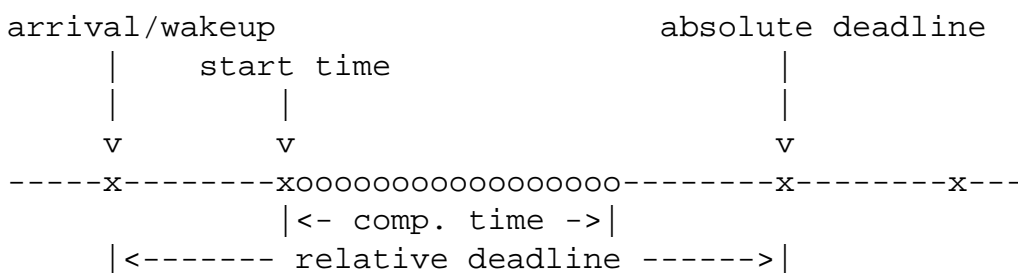 arrival/wakeup                    absolute deadline
     |    start time                    |
     |        |                         |
     v        v                         v
-----x--------xooooooooooooooooo--------x--------x---
              |<- comp. time ->|
     |<------- relative deadline ------>|